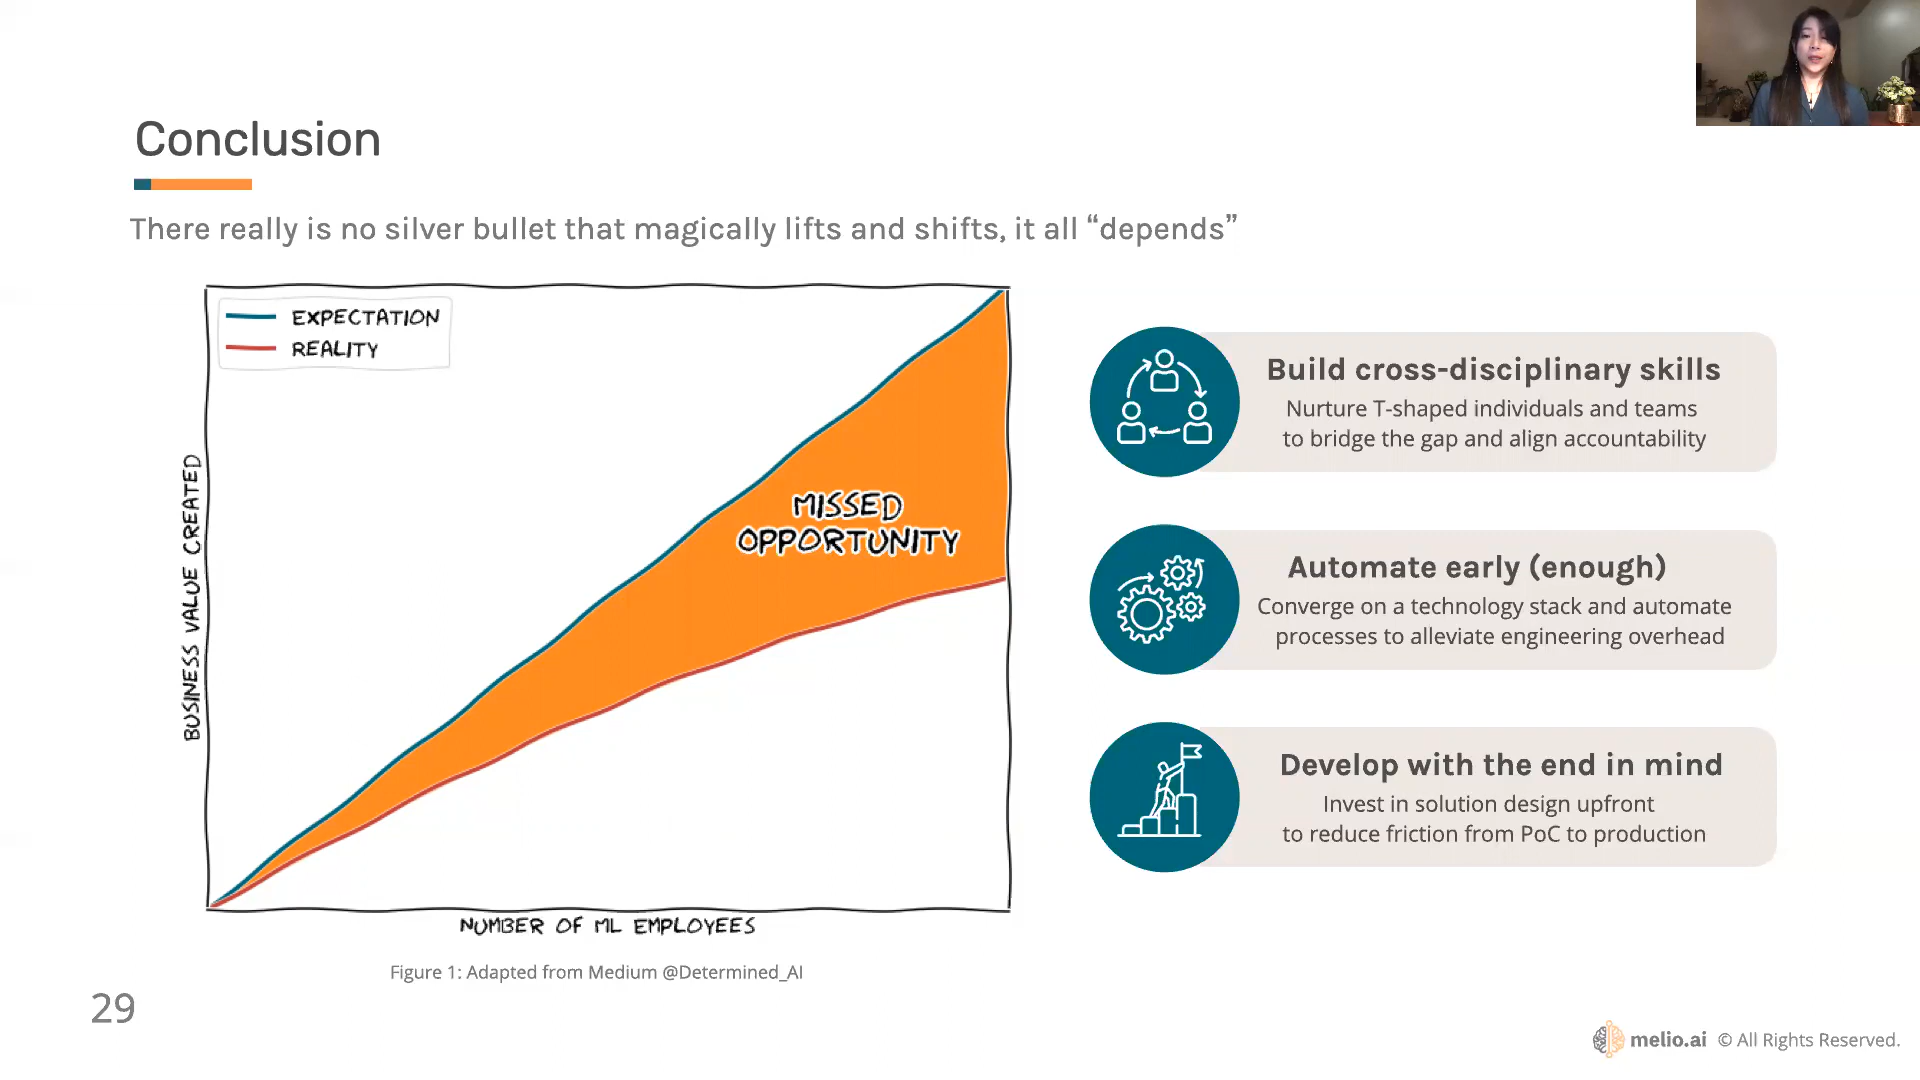 Conclusion
There really is no silver bullet that magically lifts and shifts, it all “depends”
EXPECTATION
REALITY
MISSED
OPPORTUNITY
BUSINESS VALUE CREATED
NUMBER OF ML EMPLOYEES
Figure 1: Adapted from Medium @Determined_AI
Build cross-disciplinary skills
Nurture T-shaped individuals and teams
to bridge the gap and align accountability
Automate early (enough)
Converge on a technology stack and automate
processes to alleviate engineering overhead
Develop with the end in mind
Invest in solution design upfront
to reduce friction from PoC to production
29
melio.ai © All Rights Reserved.